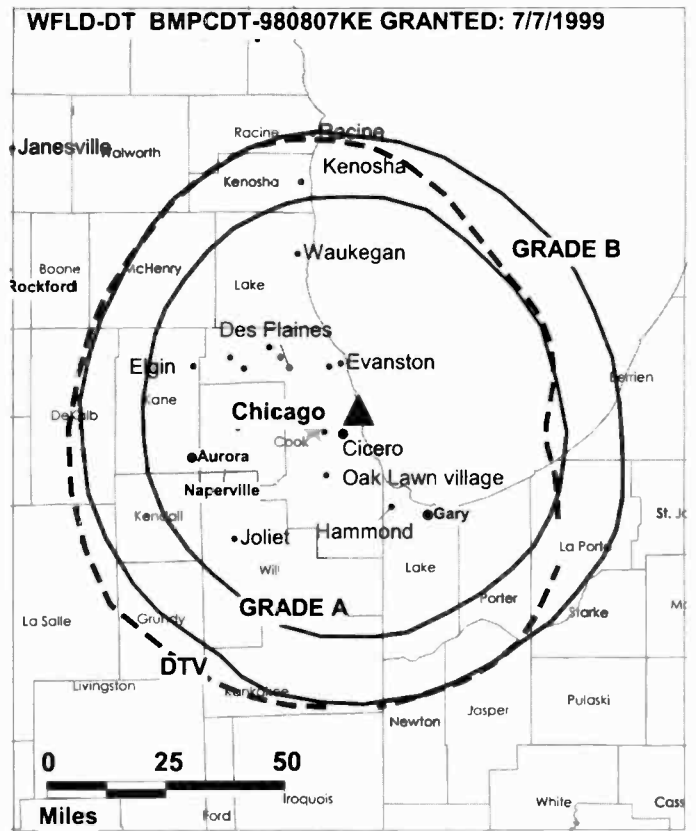 WFLD-DT BMPCDT-980807KE GRANTED: 7/7/1999
Racine Racine
Janesville Walworth
Kenosha
Kenosha
GRADE B
Waukegan
Boone McHenry
Rockford
Lake
Des Flaines
Elgin Evanston
Berrien
Kane
DeKalb
Chicago
Cook
Cicero
Aurora
Oak Lawn village
Naperville
Kendall
Hammond Gary
St. Jo
Joliet
La Porte
Will
Lake
GRADE A
Porter
Starke
La Salle Grundy
DTV
Livingston Kankakee
Pulaski
Jasper
Newton
0 25 50
Iroquois
White Cass
Miles Ford